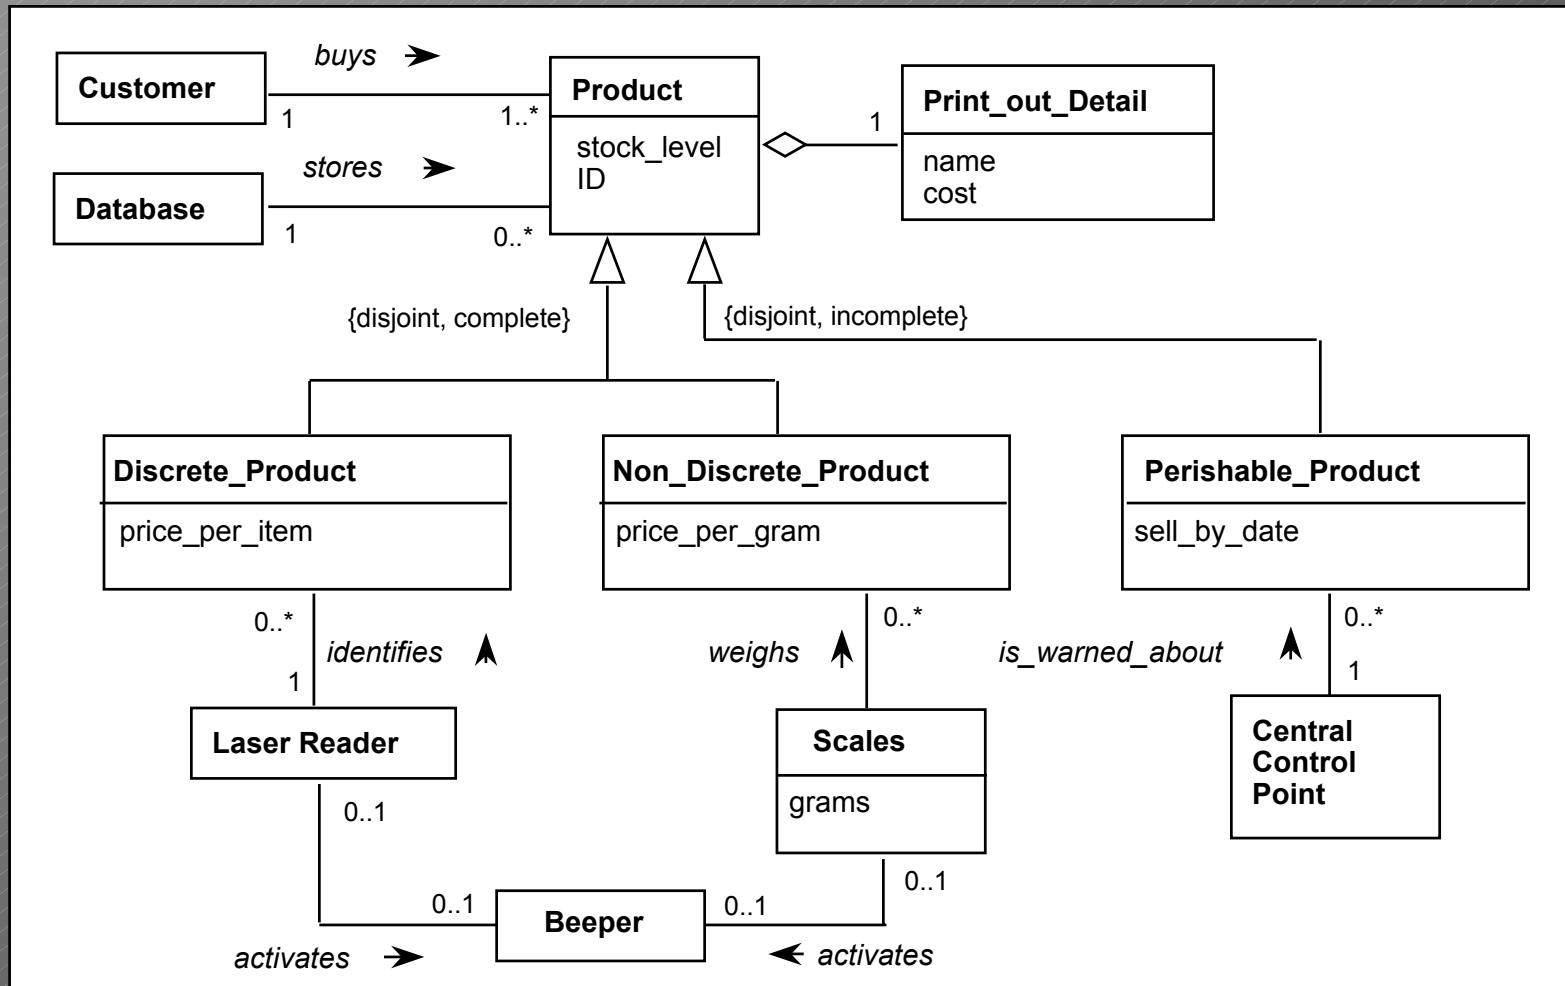 buys
Customer
1
1..*
Product
stock_level
ID
1
Print_out_Detail
name
cost
stores
Database
1
0..*
{disjoint, complete}
{disjoint, incomplete}
Discrete_Product
price_per_item
Non_Discrete_Product
price_per_gram
Perishable_Product
sell_by_date
0..*
identifies
1
0..*
weighs
0..*
is_warned_about
1
Laser Reader
Scales
grams
Central
Control
Point
0..1
0..1
0..1
Beeper
0..1
activates
activates